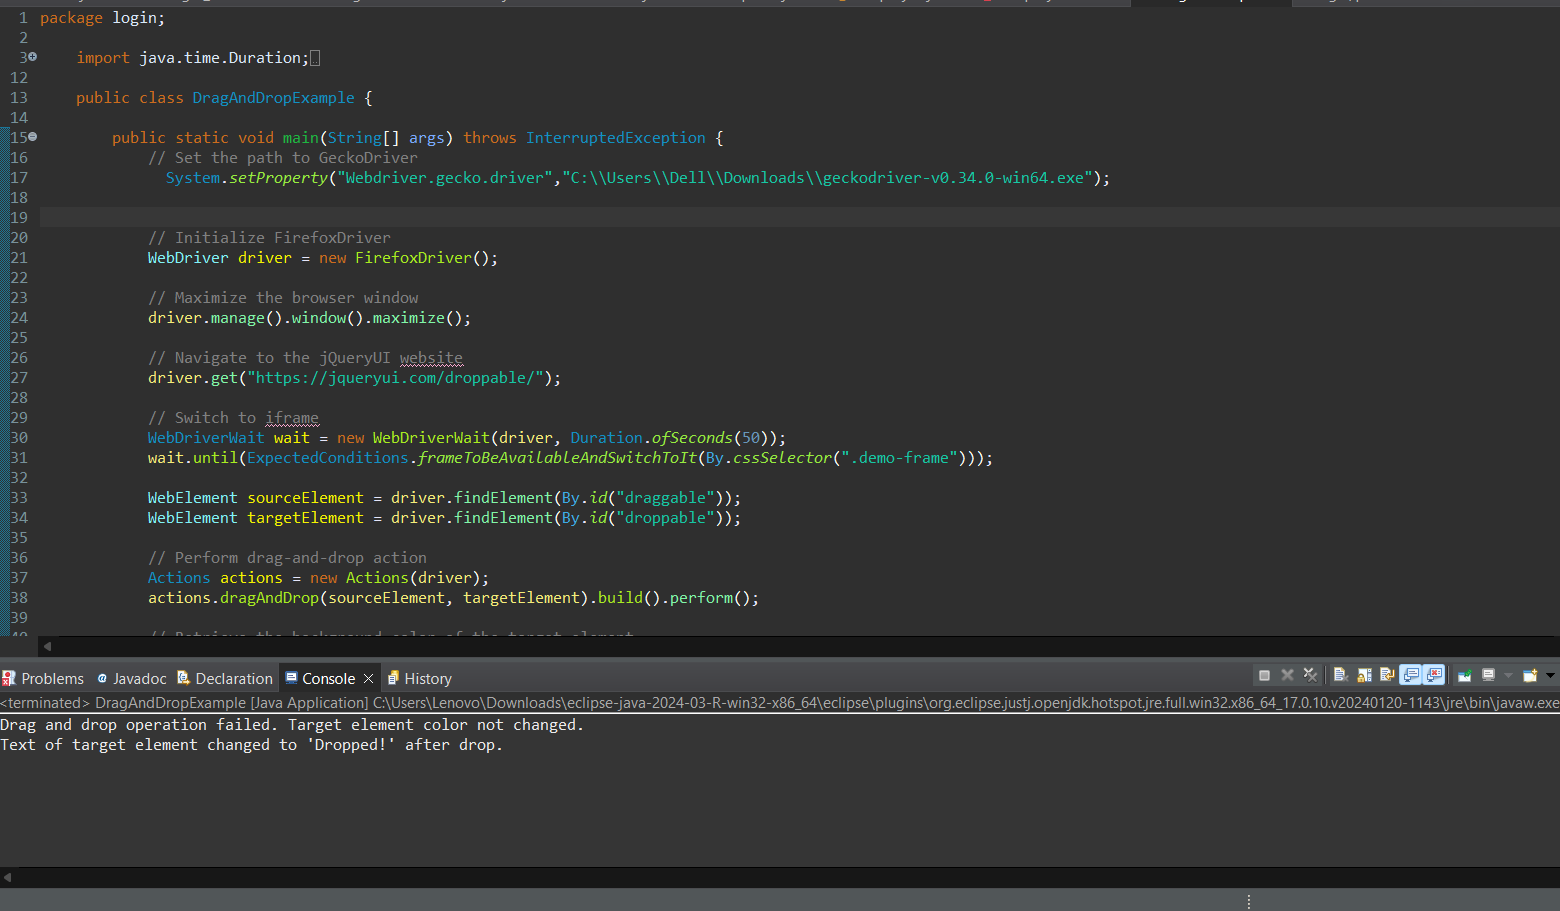 1 package login;
2
3 import java.time.Duration;
12
13 public class DragAndDropExample {
14
15 public static void main(String[] args) throws InterruptedException {
16 // Set the path to GeckoDriver
17 System.setProperty("Webdriver.gecko.driver","C:\\Users\\Dell\\Downloads\\geckodriver-v0.34.0-win64.exe");
18
19
20 // Initialize FirefoxDriver
21 WebDriver driver = new FirefoxDriver();
22
23 // Maximize the browser window
24 driver.manage().window().maximize();
25
26 // Navigate to the jQueryUI website
27 driver.get("https://jqueryui.com/droppable/");
28
29 // Switch to iframe
30 WebDriverWait wait = new WebDriverWait(driver, Duration.ofSeconds(50));
31 wait.until(ExpectedConditions.frameToBeAvailableAndSwitchToIt(By.cssSelector(".demo-frame")));
32
33 WebElement sourceElement = driver.findElement(By.id("draggable"));
34 WebElement targetElement = driver.findElement(By.id("droppable"));
35
36 // Perform drag-and-drop action
37 Actions actions = new Actions(driver);
38 actions.dragAndDrop(sourceElement, targetElement).build().perform();
39
40 // Retrieve the background color of the target element
Problems @ Javadoc Declaration Console History
<terminated> DragAndDropExample [Java Application] C:\Users\Lenovo\Downloads\eclipse-java-2024-03-R-win32-x86_64\eclipse\plugins\org.eclipse.justj.openjdk.hotspot.jre.full.win32.x86_64_17.0.10.v20240120-1143\jre\bin\javaw.exe
Drag and drop operation failed. Target element color not changed.
Text of target element changed to 'Dropped!' after drop.